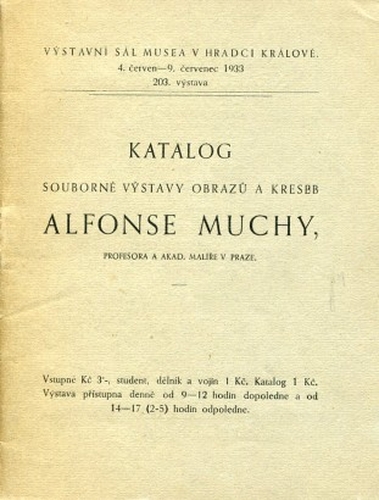 VÝSTAVNÍ SÁL MUSEA V HRADCI KRÁLOVÉ.
4. červen—9. červenec 1933
203. výstava
KATALOG
SOUBORNÉ VÝSTAVY OBRAZŮ A KRESEB
ALFONSE MUCHY,
PROFESORA A AKAD. MALÍŘE V PRAZE.
Vstupné Kč 3·-, student, dělník a vojín 1 Kč. Katalog 1 Kč.
Výstava přístupna denně od 9—12 hodin dopoledne a od
14—17 (2-5) hodin odpoledne.